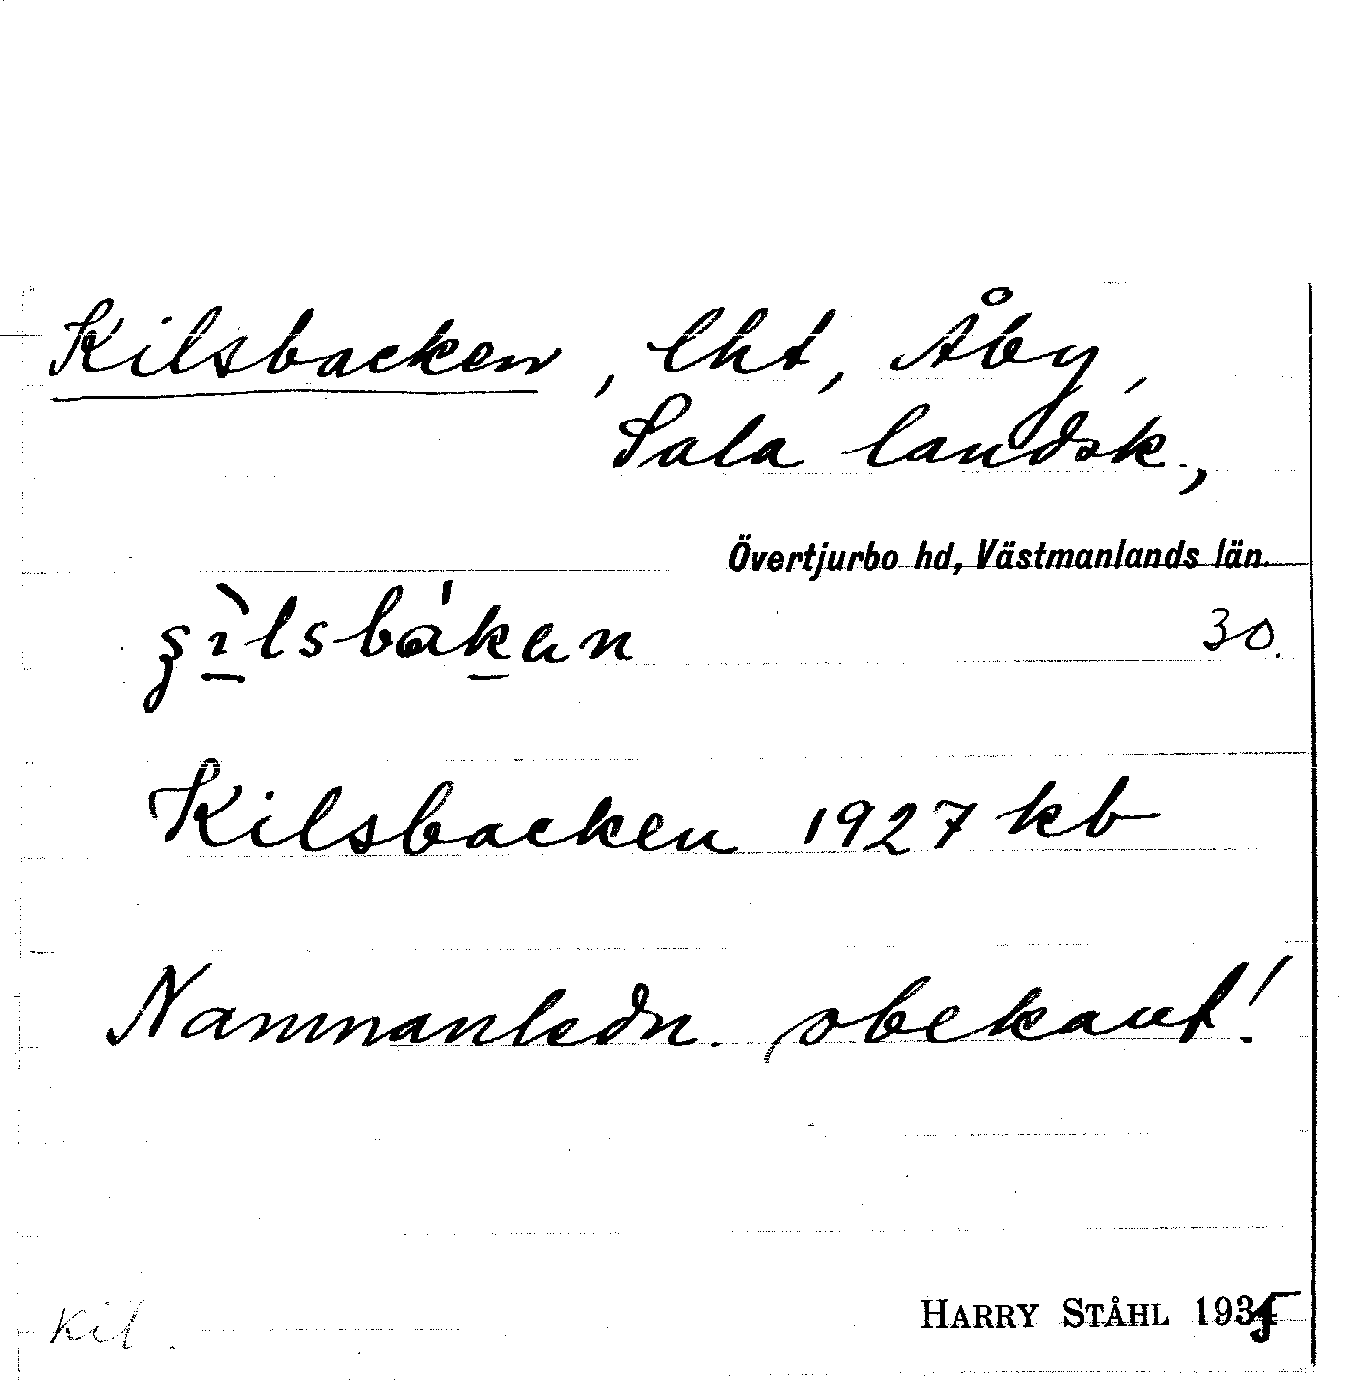 Kilsbacken, lht, Åby,
Sala landsk.,
Övertjurbo hd, Västmanlands län.
30.
Kilsbacken 1927 kb
Namnanledn. obekant!
Kil.
HARRY STÅHL 1935